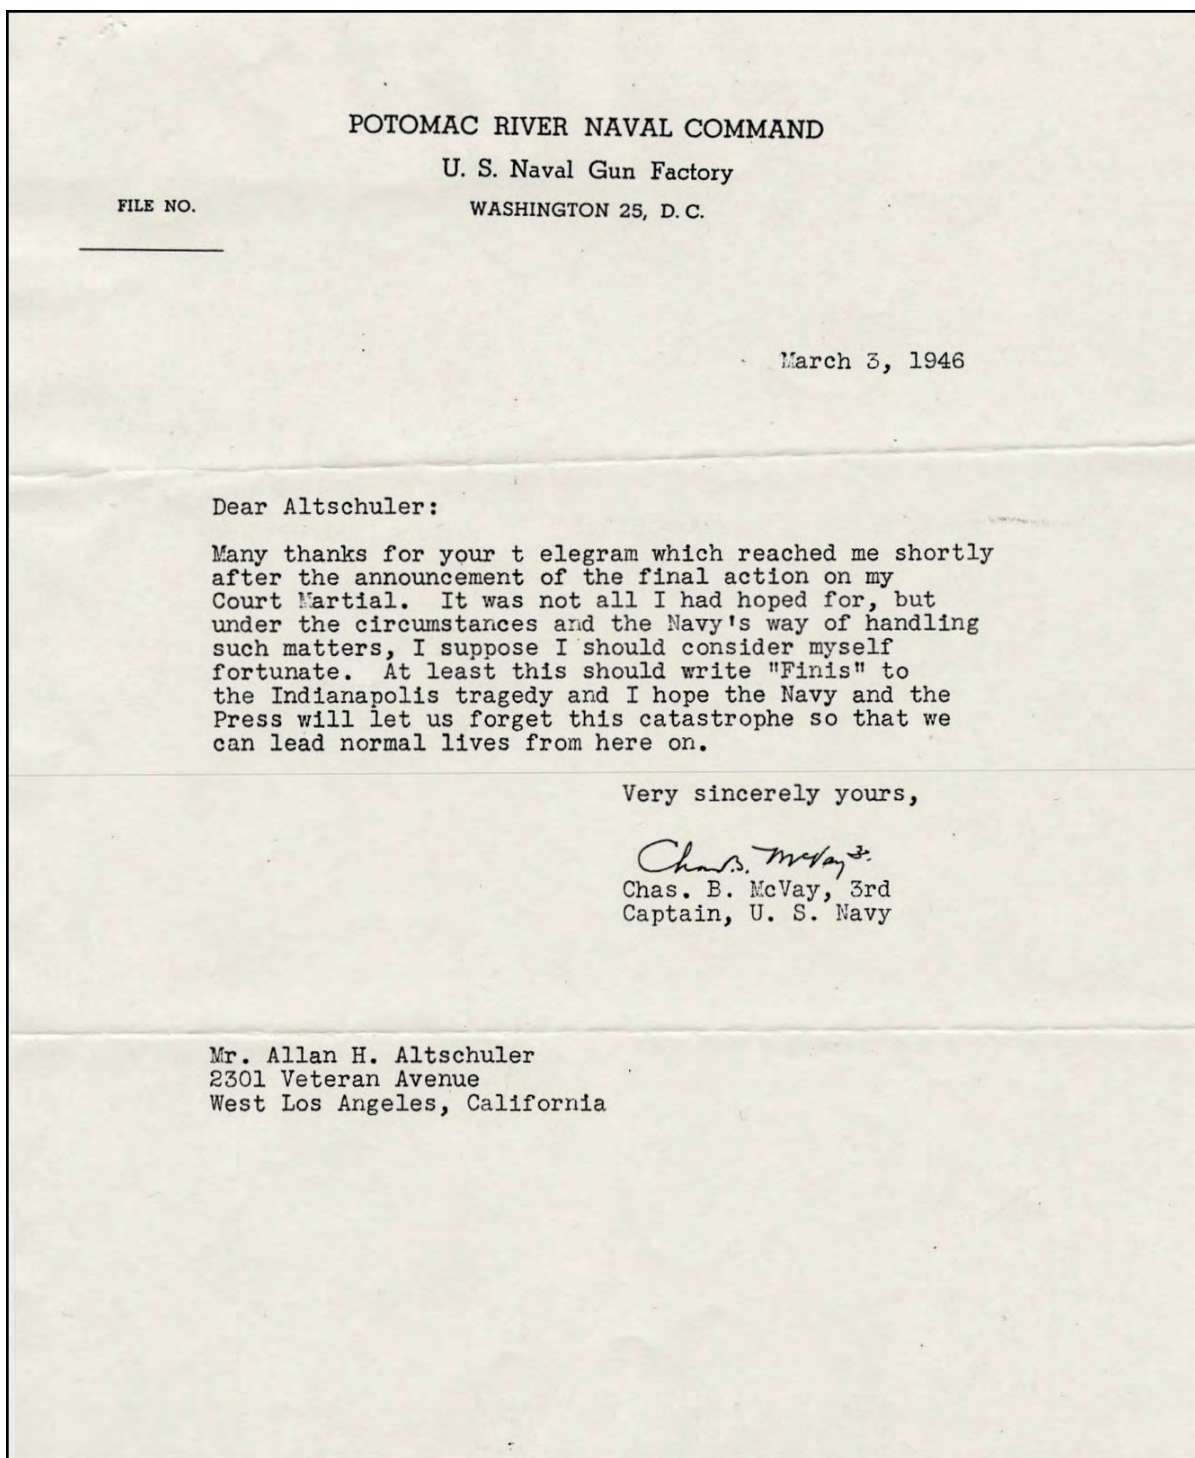 POTOMAC RIVER NAVAL COMMAND
U. S. Naval Gun Factory
FILE NO.
WASHINGTON 25, D. C.
March 3, 1946
Dear Altschuler:
Many thanks for your t elegram which reached me shortly
after the announcement of the final action on my
Court Martial.  It was not all I had hoped for, but
under the circumstances and the Navy's way of handling
such matters, I suppose I should consider myself
fortunate.  At least this should write "Finis" to
the Indianapolis tragedy and I hope the Navy and the
Press will let us forget this catastrophe so that we
can lead normal lives from here on.
Very sincerely yours,
Chas. B. McVay 3.
Chas. B. McVay, 3rd
Captain, U. S. Navy
Mr. Allan H. Altschuler
2301 Veteran Avenue
West Los Angeles, California